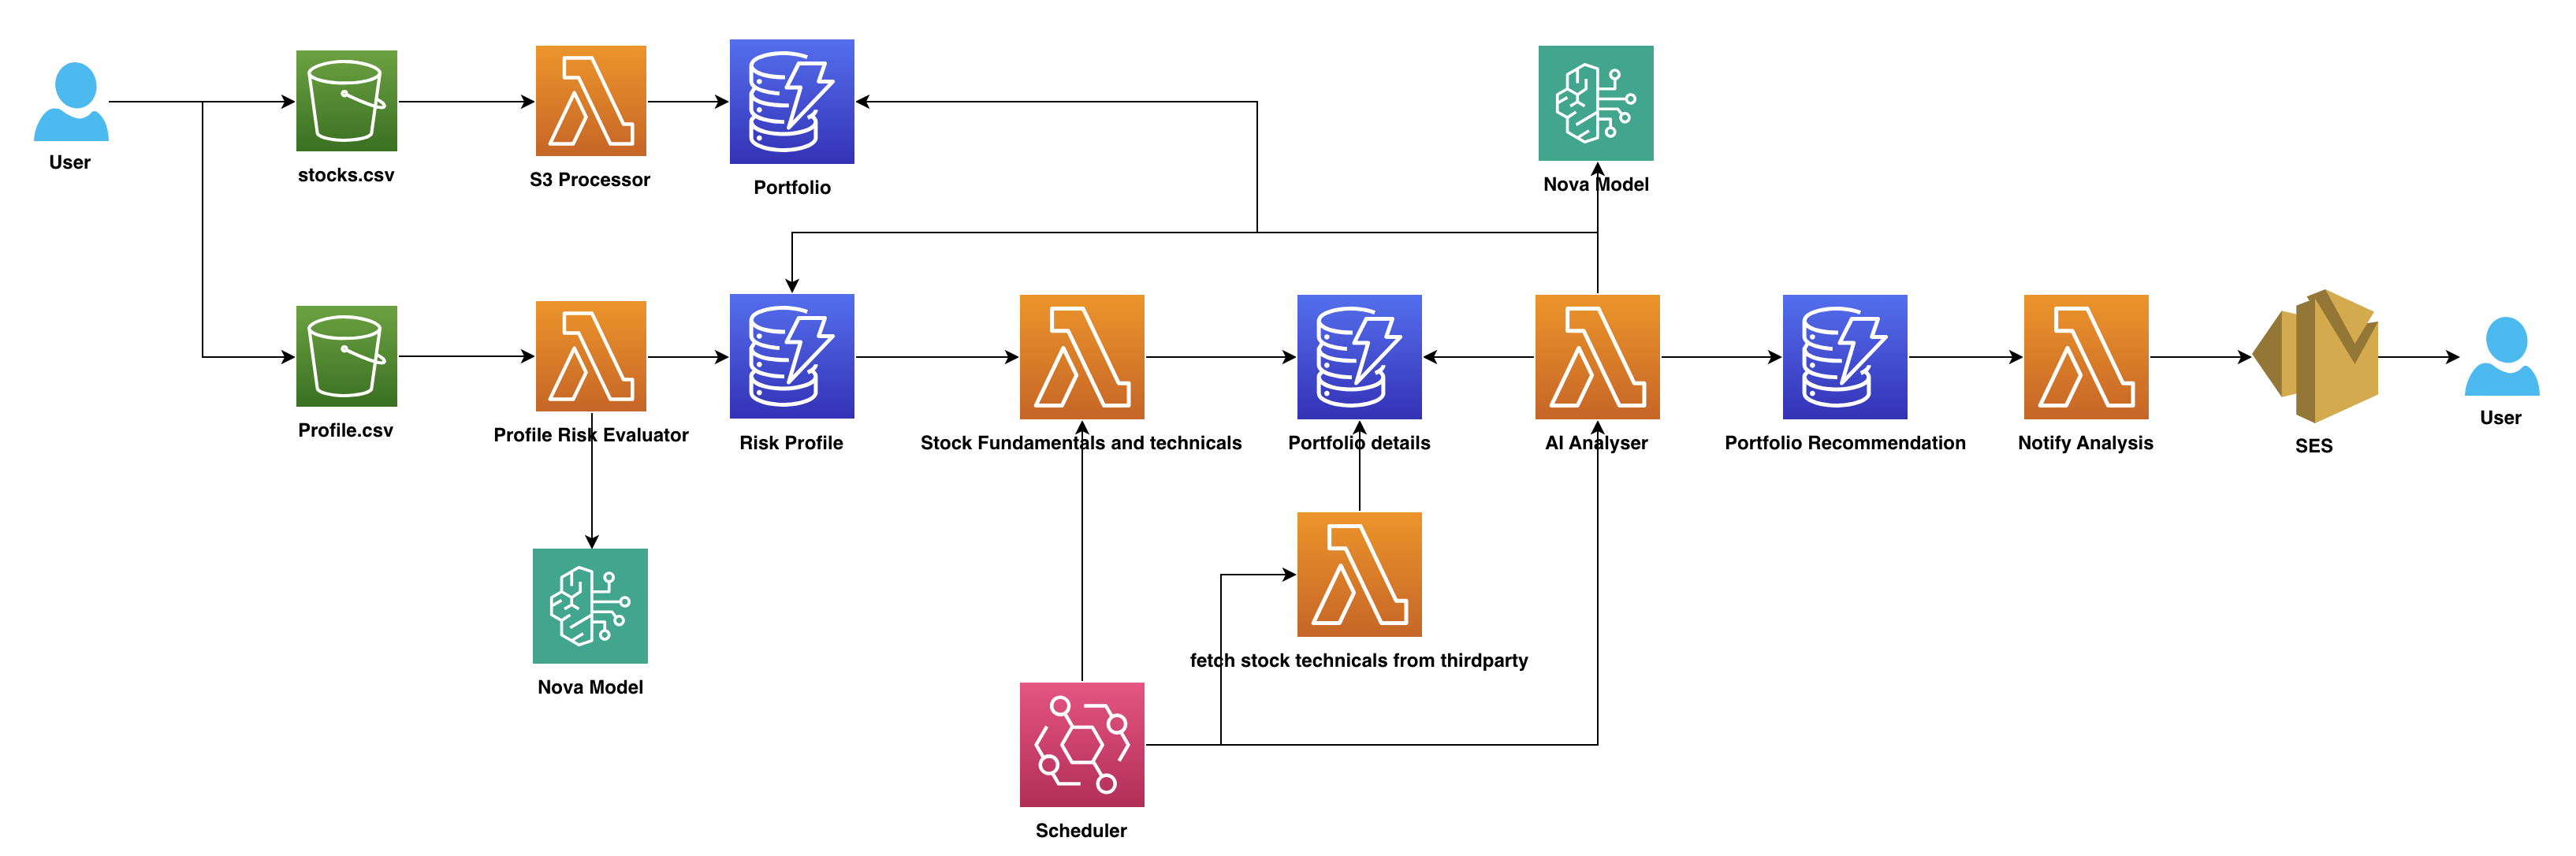 User
stocks.csv
S3 Processor
Portfolio
Nova Model
Profile.csv
Profile Risk Evaluator
Risk Profile
Stock Fundamentals and technicals
Portfolio details
AI Analyser
Portfolio Recommendation
Notify Analysis
SES
User
fetch stock technicals from thirdparty
Nova Model
Scheduler